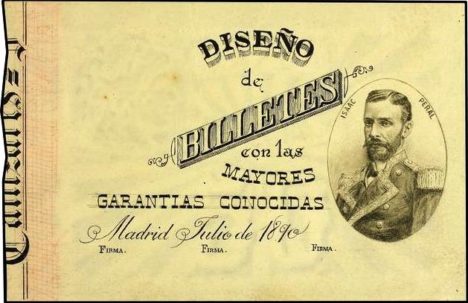 DISEÑO
de
BILLETES
con las
MAYORES
GARANTIAS CONOCIDAS
Madrid Julio de 1890
FIRMA. FIRMA. FIRMA.
ISAAC PERAL